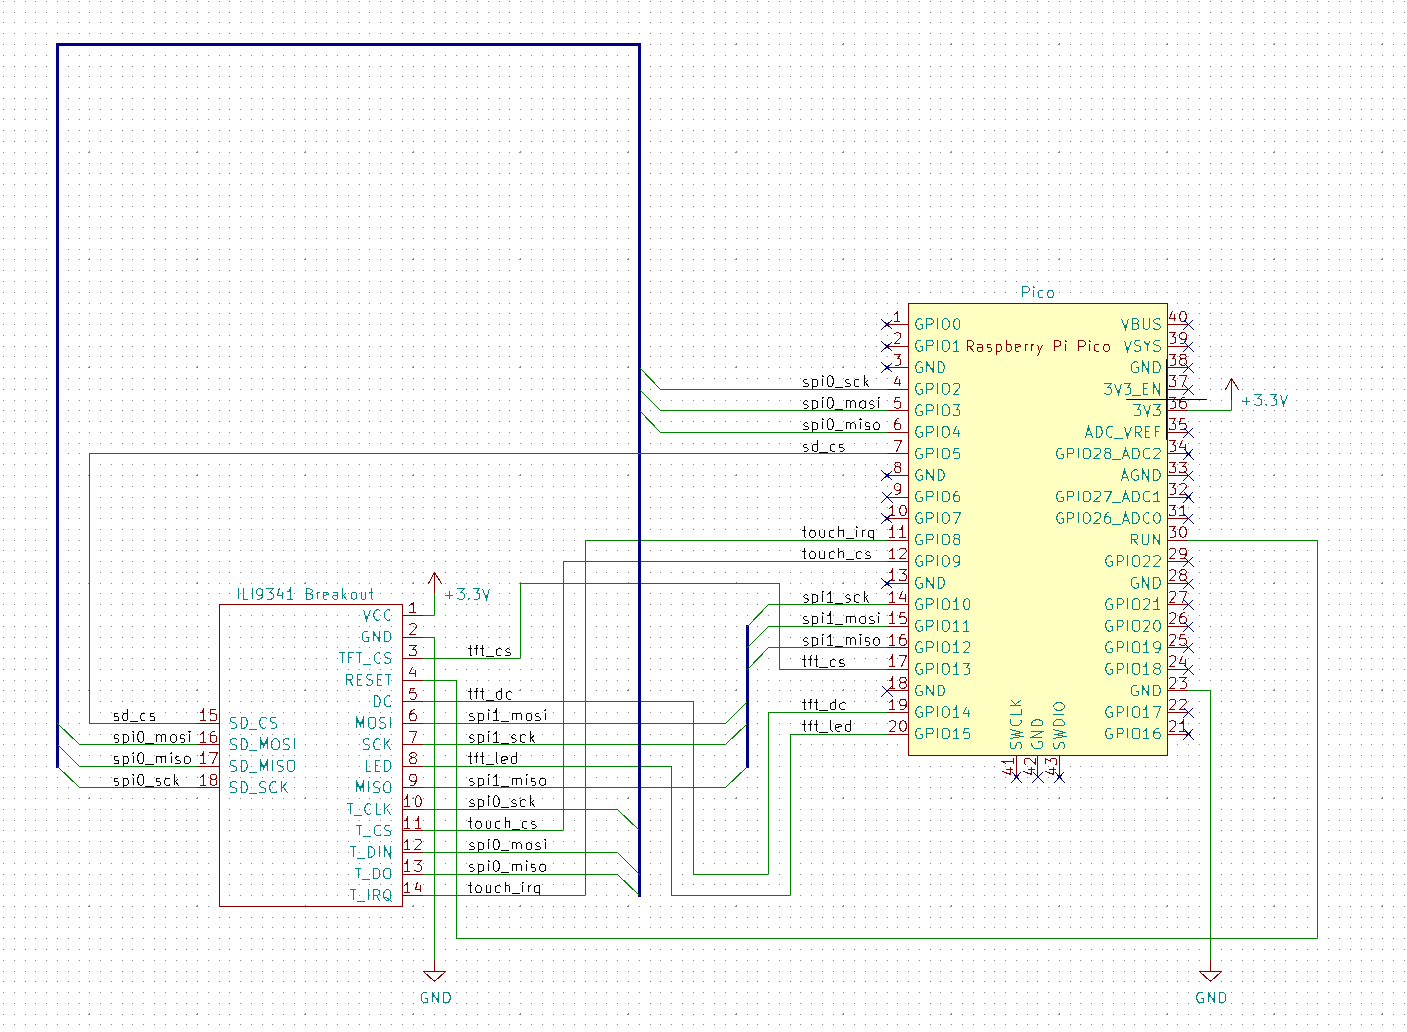 Pico
Raspberry Pi Pico
1 GPIO0
2 GPIO1
3 GND
spi0_sck 4 GPIO2
spi0_mosi 5 GPIO3
spi0_miso 6 GPIO4
sd_cs 7 GPIO5
8 GND
9 GPIO6
10 GPIO7
touch_irq 11 GPIO8
touch_cs 12 GPIO9
13 GND
spi1_sck 14 GPIO10
spi1_mosi 15 GPIO11
spi1_miso 16 GPIO12
tft_cs 17 GPIO13
18 GND
tft_dc 19 GPIO14
tft_led 20 GPIO15
VBUS 40
VSYS 39
GND 38
3V3_EN 37
3V3 36
+3.3V
ADC_VREF 35
GPIO28_ADC2 34
AGND 33
GPIO27_ADC1 32
GPIO26_ADC0 31
RUN 30
GPIO22 29
GND 28
GPIO21 27
GPIO20 26
GPIO19 25
GPIO18 24
GND 23
GPIO17 22
GPIO16 21
SWCLK 41
GND 42
SWDIO 43
ILI9341 Breakout
+3.3V
VCC 1
GND 2
TFT_CS 3 tft_cs
RESET 4
DC 5 tft_dc
MOSI 6 spi1_mosi
SCK 7 spi1_sck
LED 8 tft_led
MISO 9 spi1_miso
T_CLK 10 spi0_sck
T_CS 11 touch_cs
T_DIN 12 spi0_mosi
T_DO 13 spi0_miso
T_IRQ 14 touch_irq
sd_cs 15 SD_CS
spi0_mosi 16 SD_MOSI
spi0_miso 17 SD_MISO
spi0_sck 18 SD_SCK
GND
GND